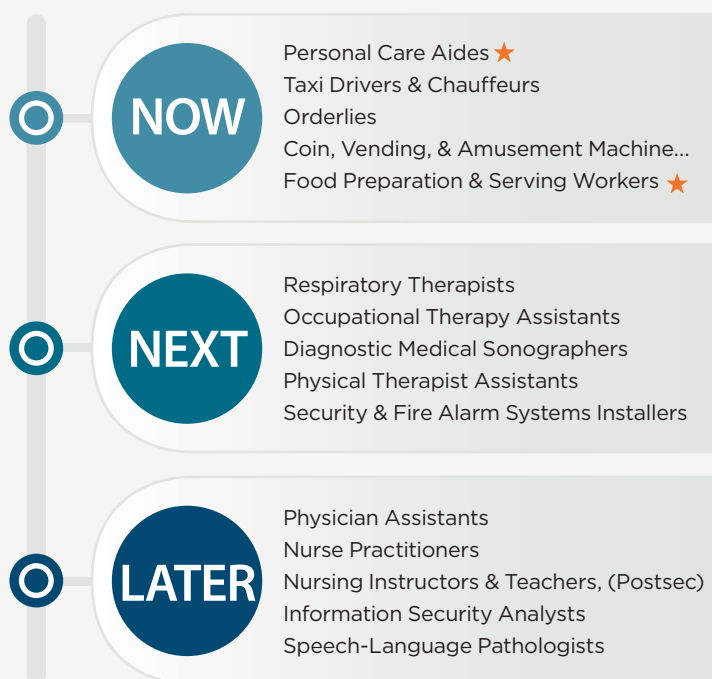 NOW
Personal Care Aides
Taxi Drivers & Chauffeurs
Orderlies
Coin, Vending, & Amusement Machine...
Food Preparation & Serving Workers
NEXT
Respiratory Therapists
Occupational Therapy Assistants
Diagnostic Medical Sonographers
Physical Therapist Assistants
Security & Fire Alarm Systems Installers
LATER
Physician Assistants
Nurse Practitioners
Nursing Instructors & Teachers, (Postsec)
Information Security Analysts
Speech-Language Pathologists